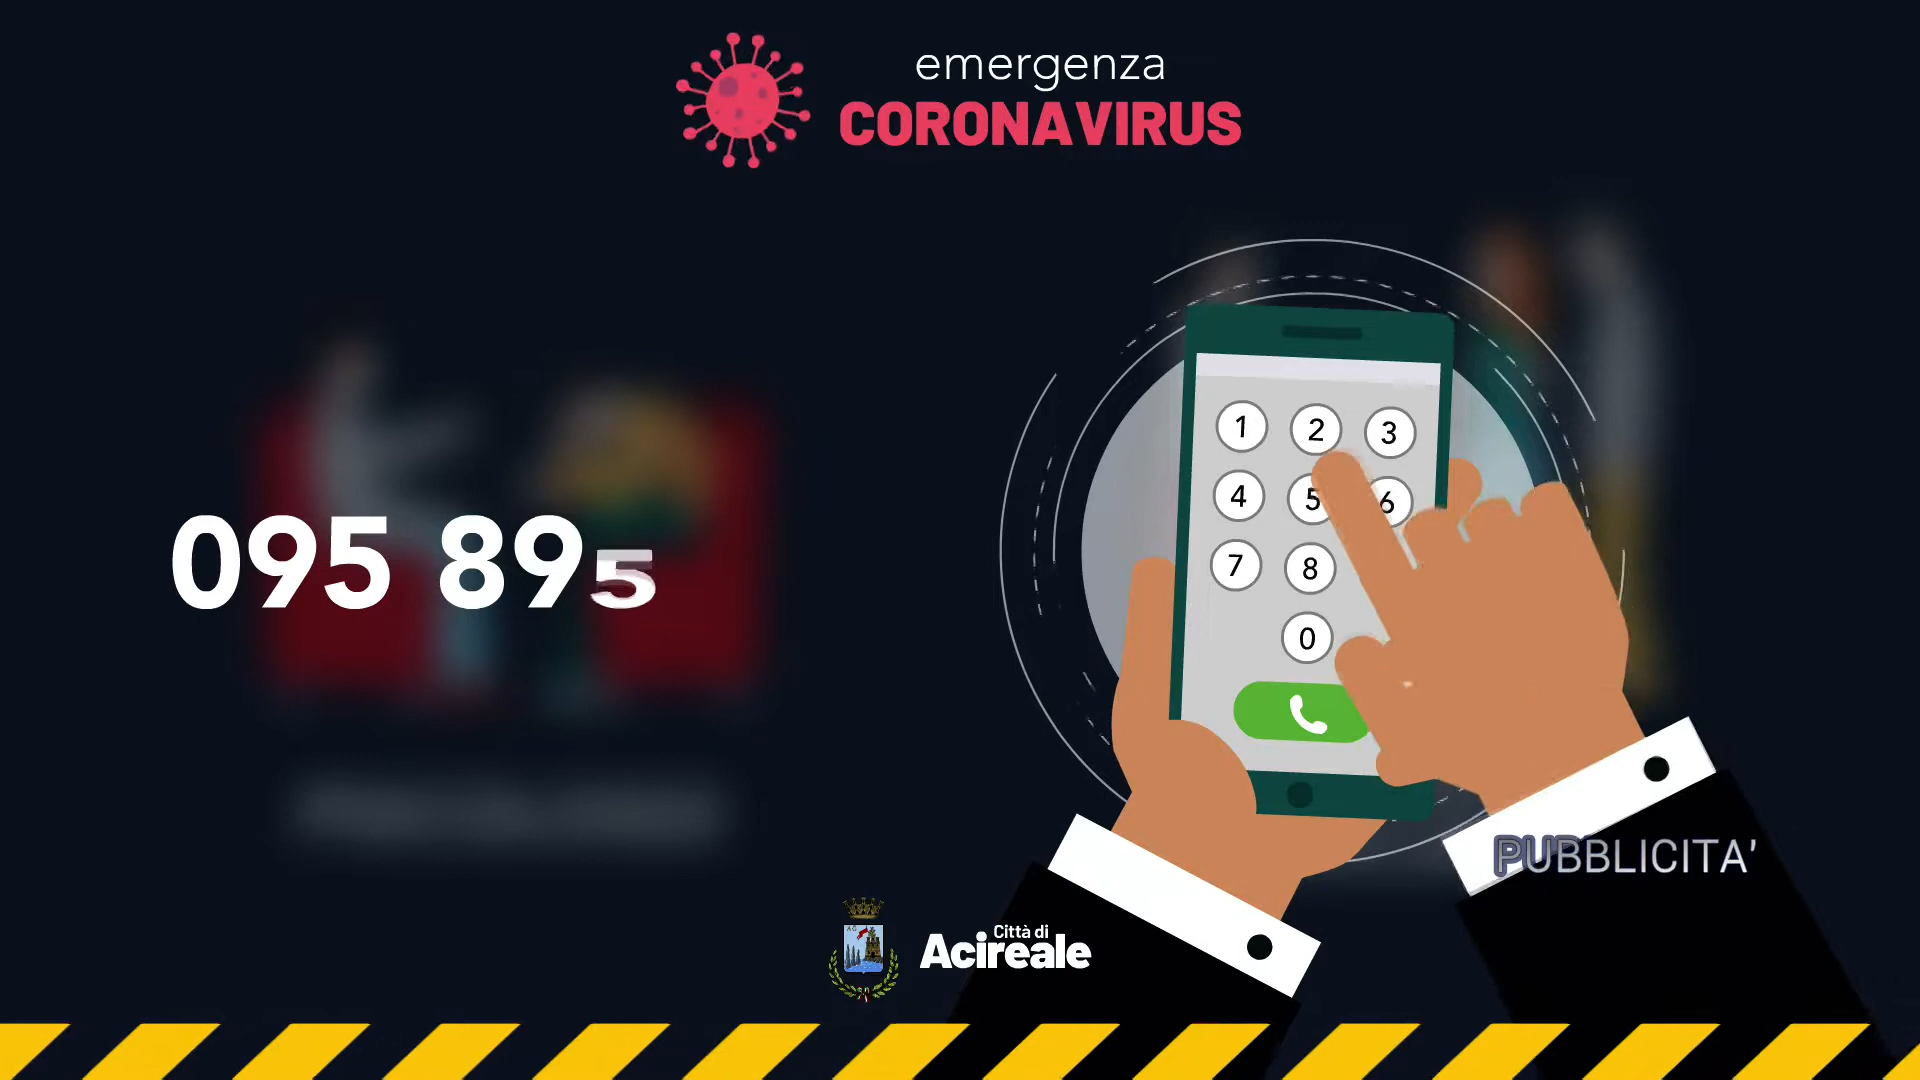 emergenza
CORONAVIRUS
1 2 3
4 5 6
095 895
7 8
0
PUBBLICITA'
Città di
Acireale